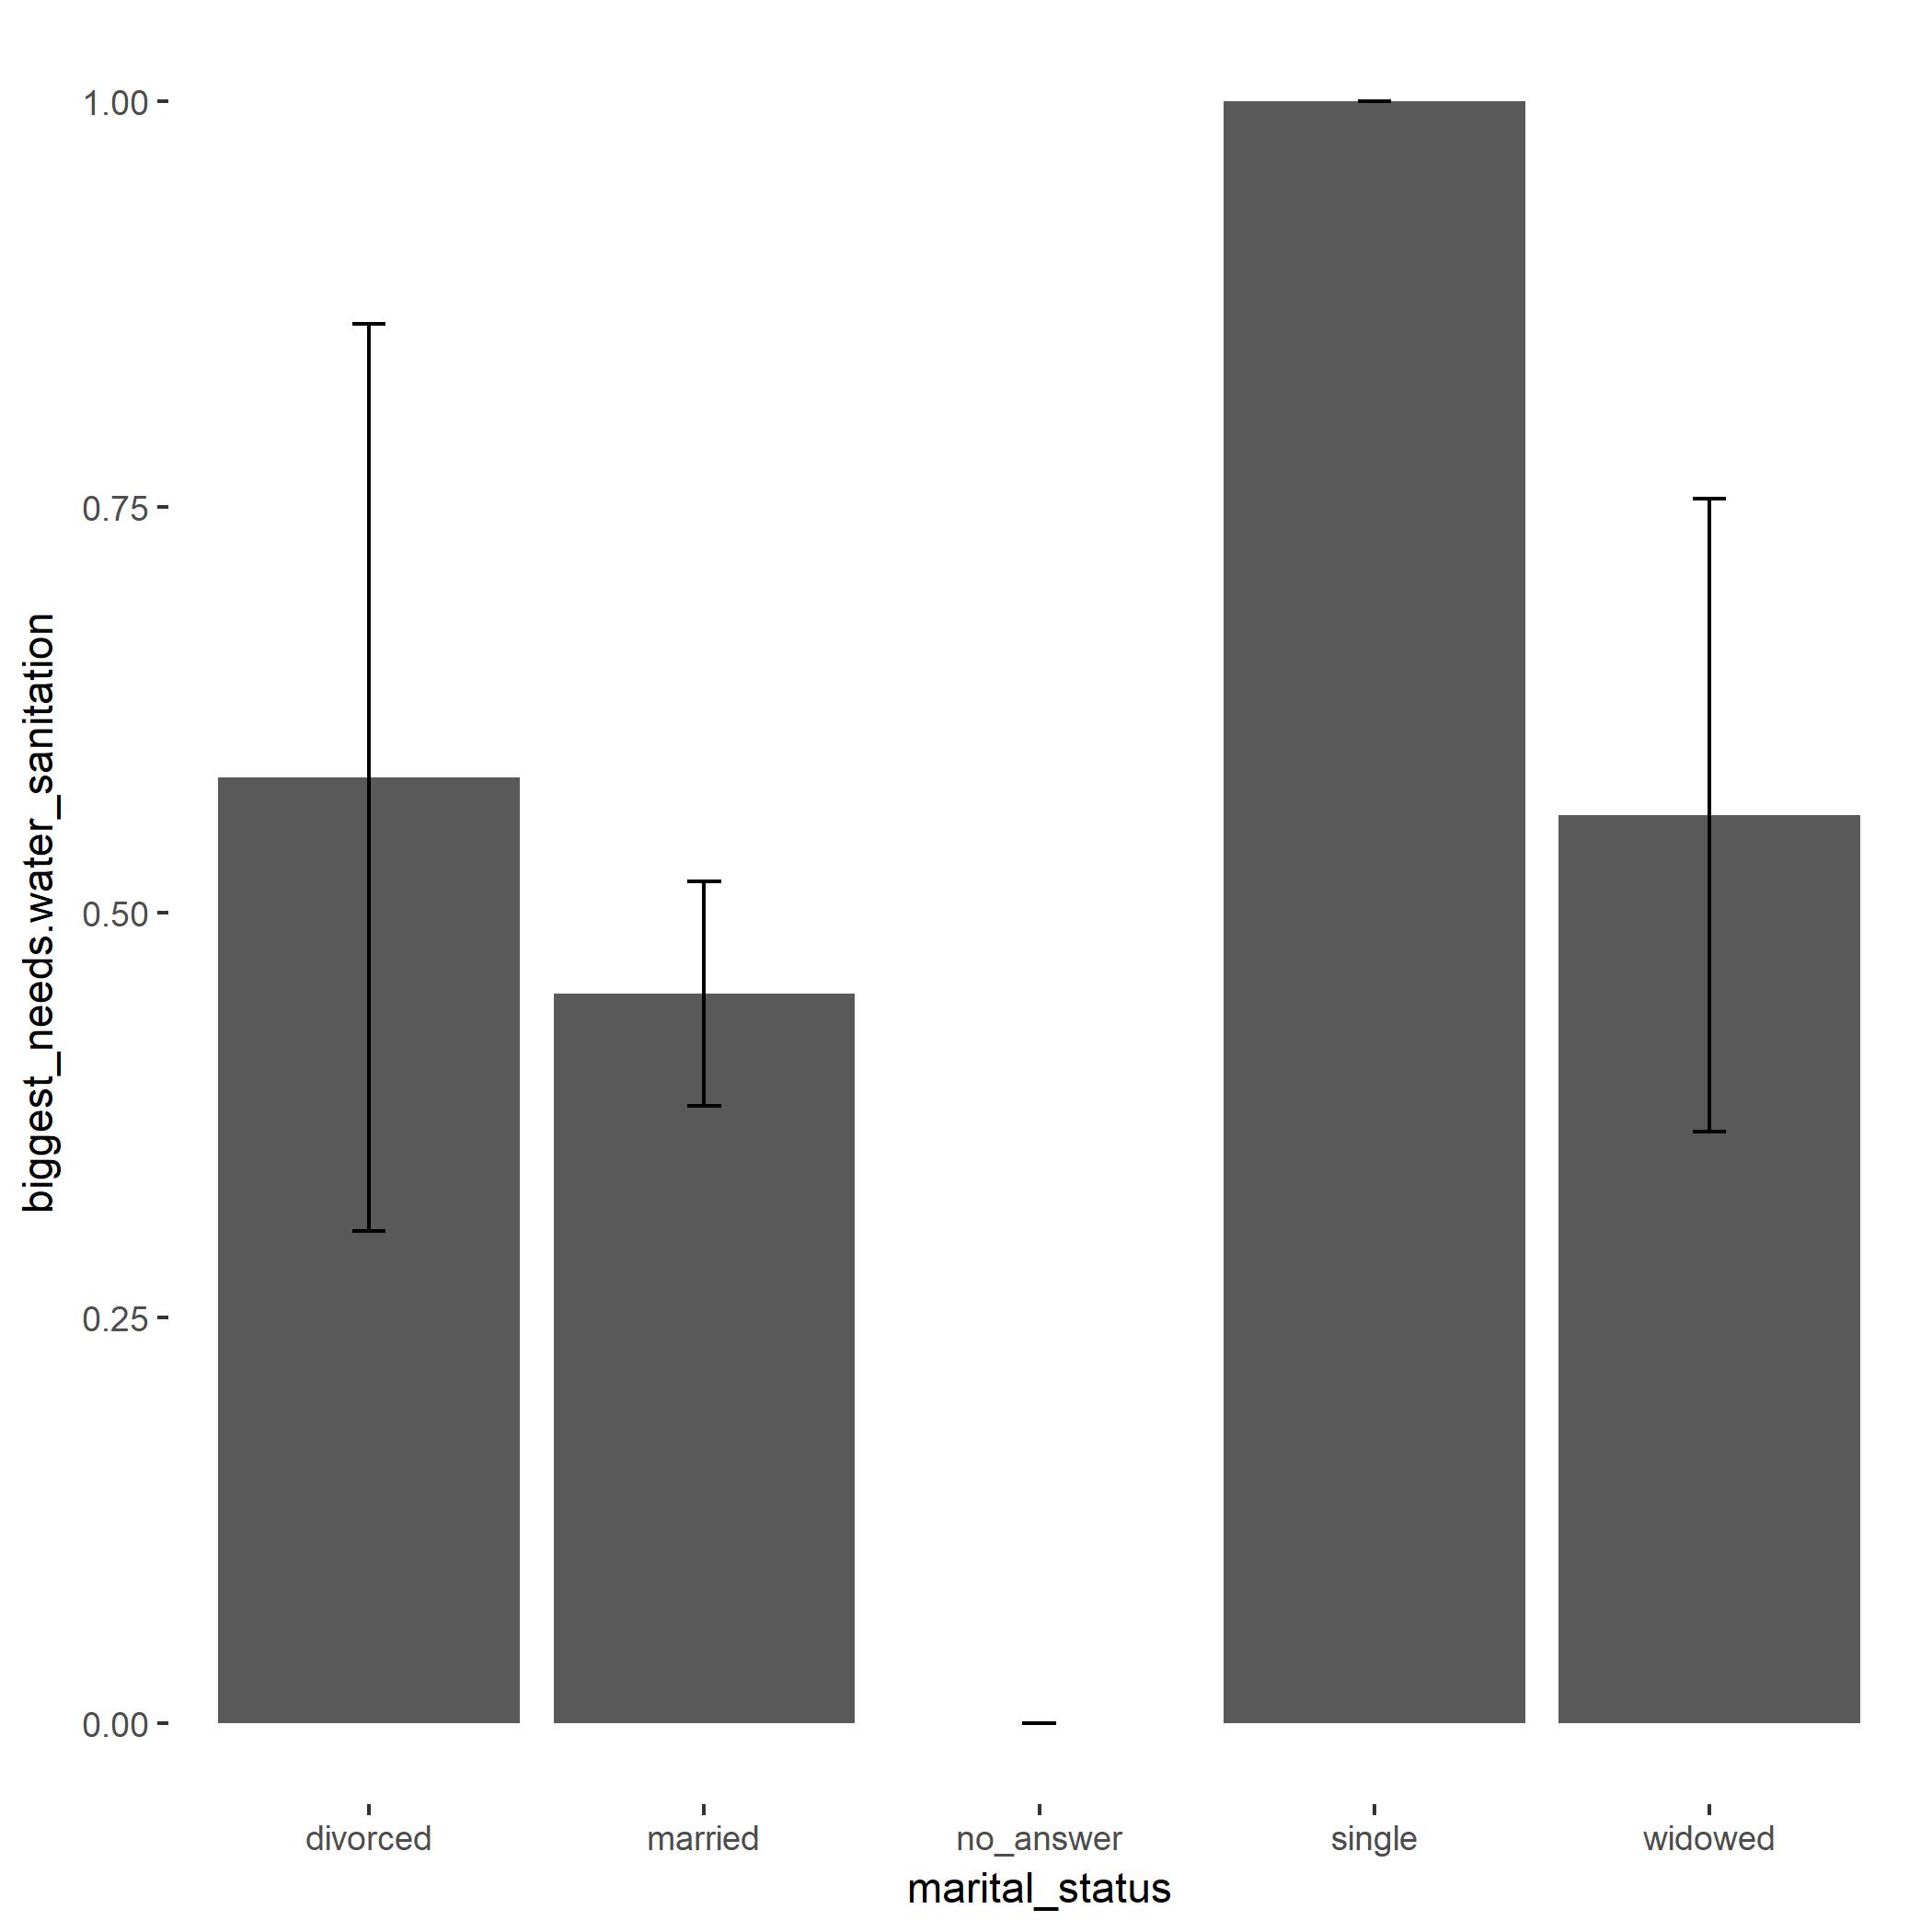 1.00
0.75
0.50
0.25
0.00
biggest_needs.water_sanitation
divorced married no_answer single widowed
marital_status